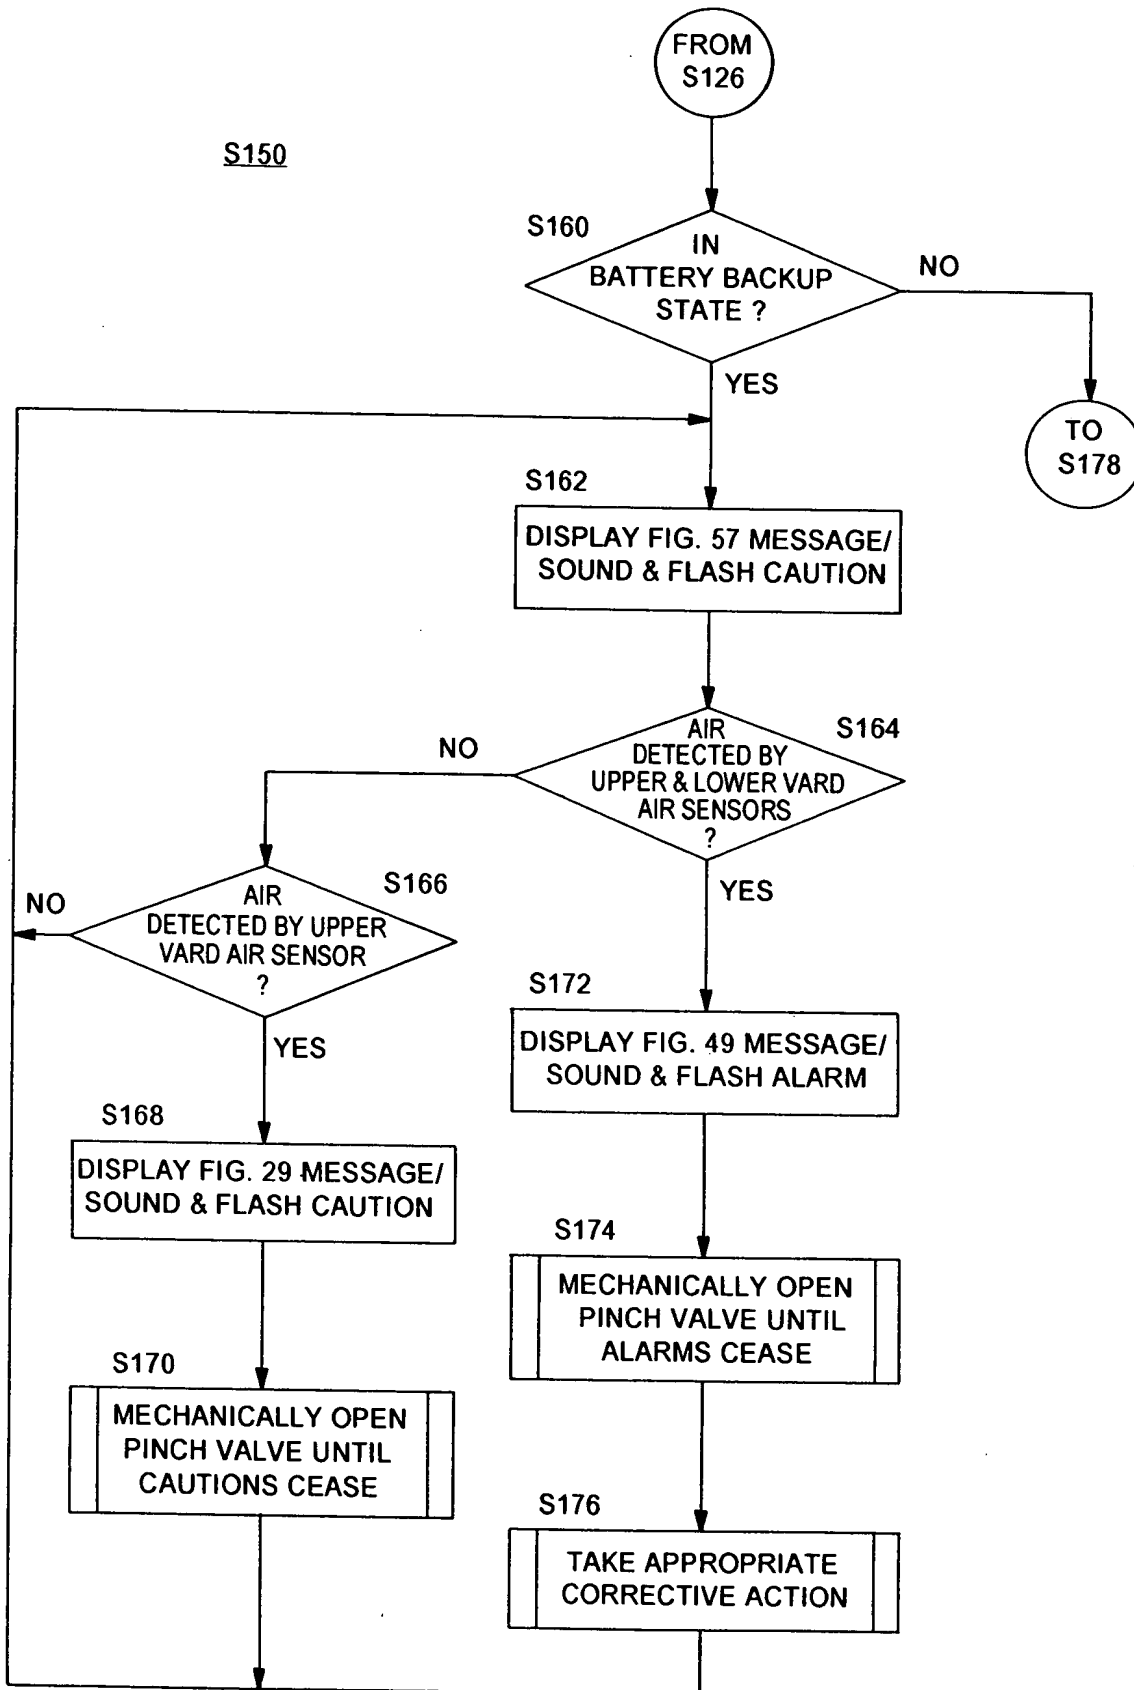 FROM
S126
S150
S160
IN
BATTERY BACKUP
STATE ?
NO
YES
TO
S178
S162
DISPLAY FIG. 57 MESSAGE/
SOUND & FLASH CAUTION
S164
AIR
DETECTED BY
UPPER & LOWER VARD
AIR SENSORS
?
NO
YES
S166
AIR
DETECTED BY UPPER
VARD AIR SENSOR
?
NO
YES
S172
DISPLAY FIG. 49 MESSAGE/
SOUND & FLASH ALARM
S168
DISPLAY FIG. 29 MESSAGE/
SOUND & FLASH CAUTION
S174
MECHANICALLY OPEN
PINCH VALVE UNTIL
ALARMS CEASE
S170
MECHANICALLY OPEN
PINCH VALVE UNTIL
CAUTIONS CEASE
S176
TAKE APPROPRIATE
CORRECTIVE ACTION